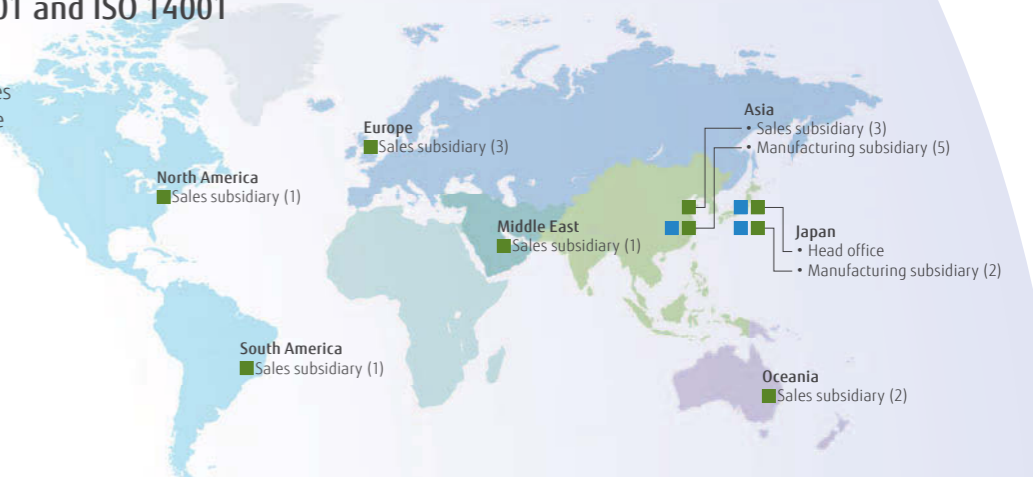 01 and ISO 14001
es
e
Europe
Sales subsidiary (3)
Asia
• Sales subsidiary (3)
• Manufacturing subsidiary (5)
North America
Sales subsidiary (1)
Middle East
Sales subsidiary (1)
Japan
• Head office
• Manufacturing subsidiary (2)
South America
Sales subsidiary (1)
Oceania
Sales subsidiary (2)